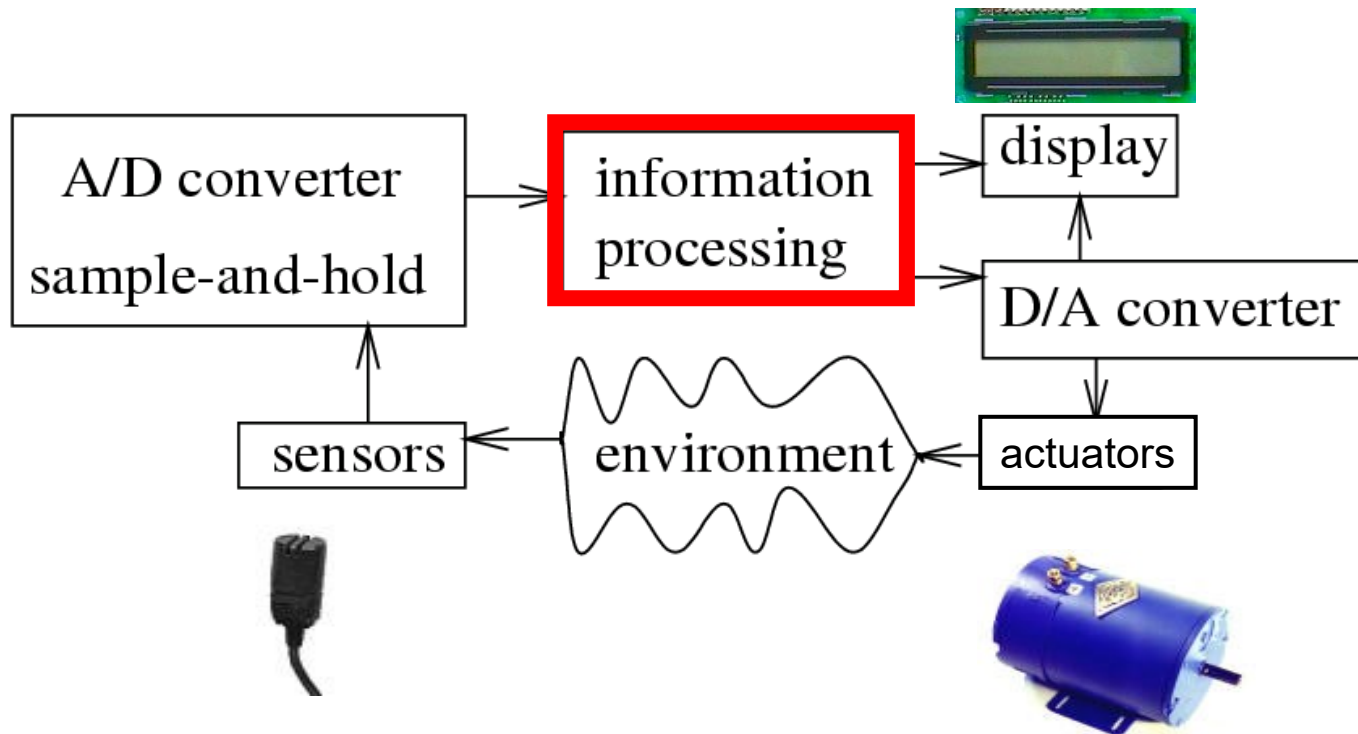 A/D converter
sample-and-hold
information
processing
display
D/A converter
sensors
environment
actuators